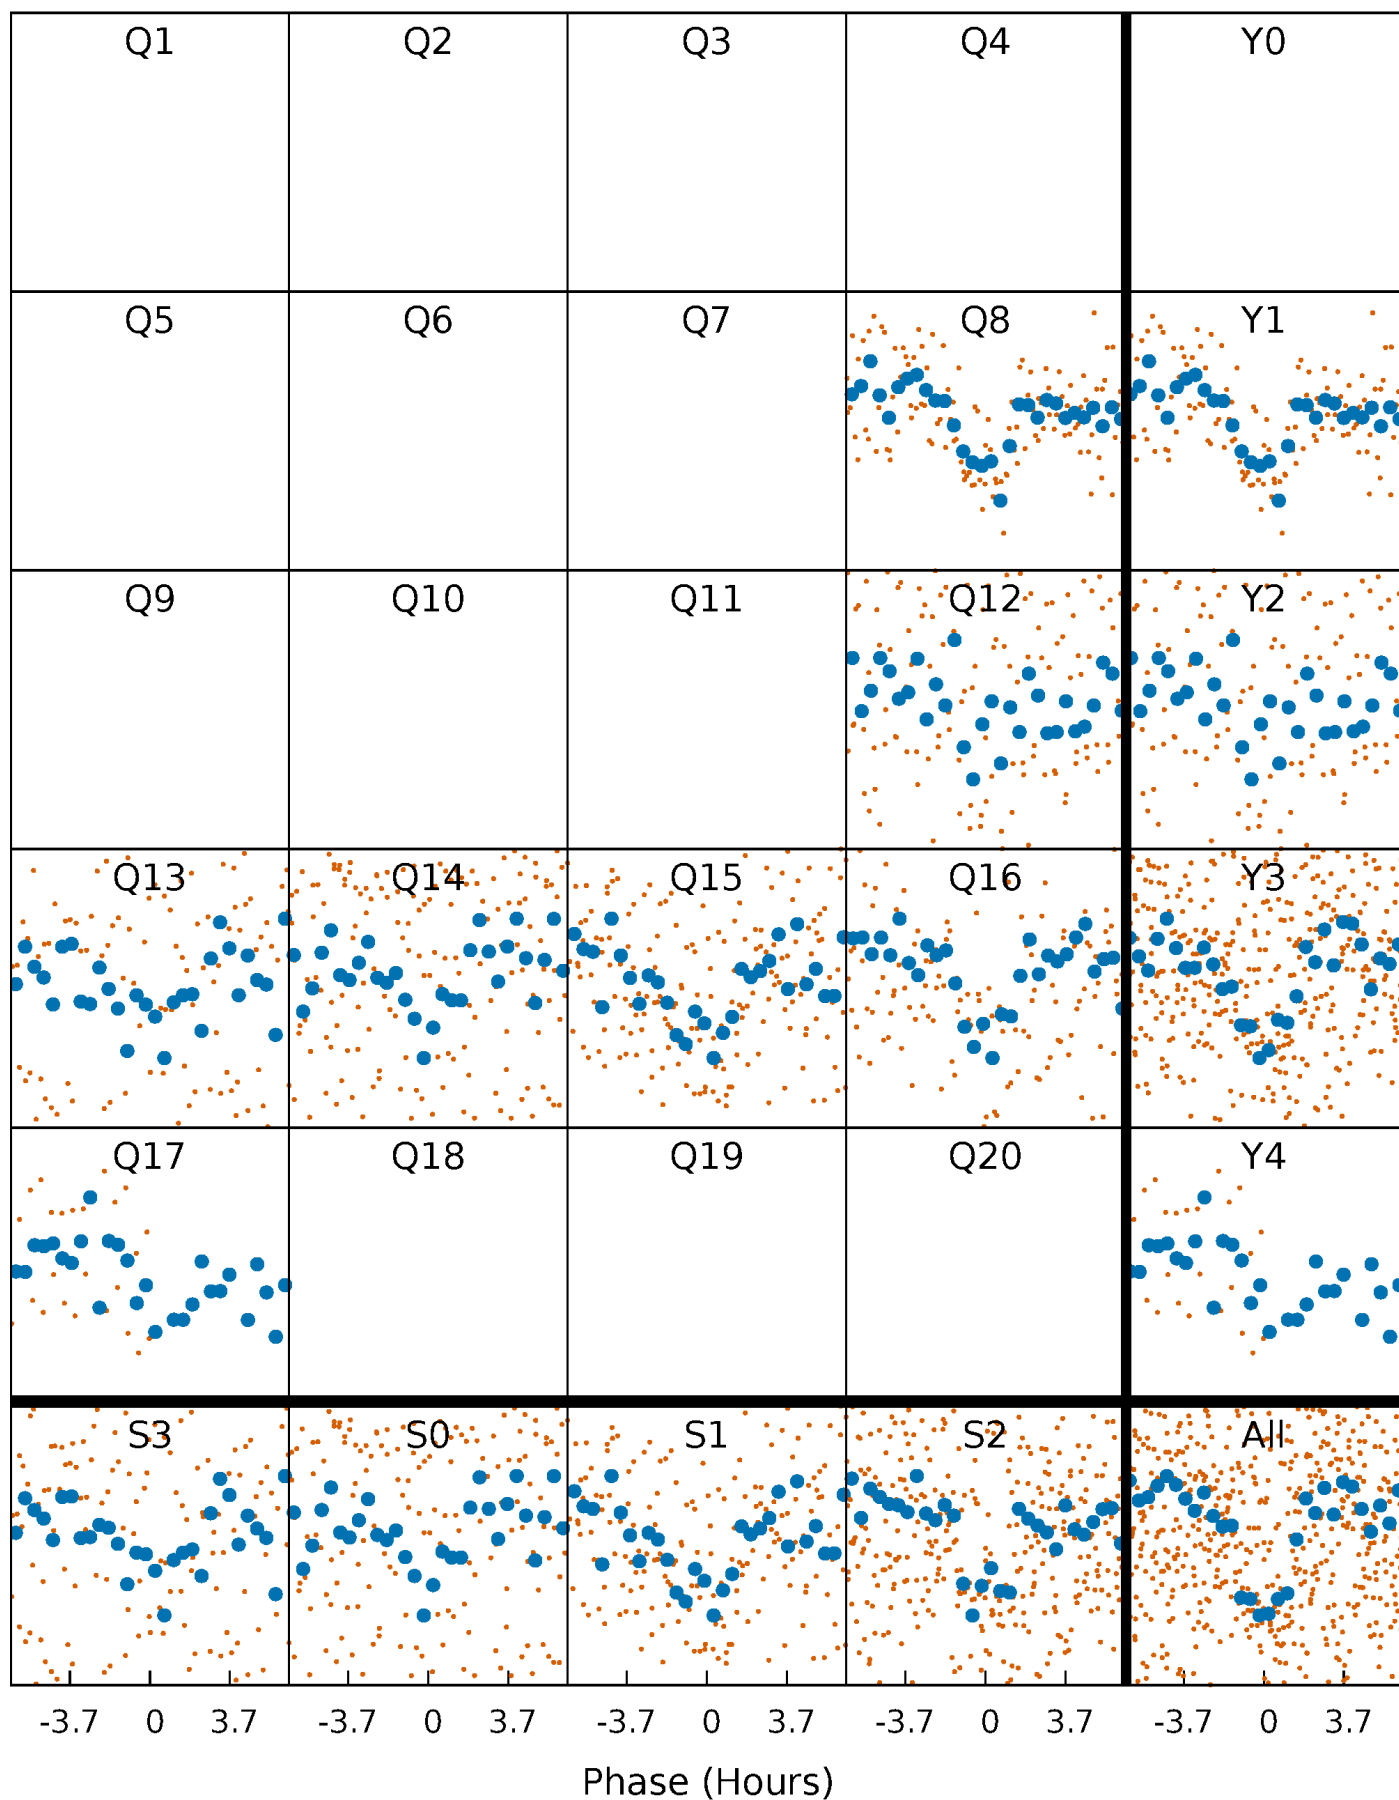 Q1 Q2 Q3 Q4 Y0
Q5 Q6 Q7 Q8 Y1
Q9 Q10 Q11 Q12 Y2
Q13 Q14 Q15 Q16 Y3
Q17 Q18 Q19 Q20 Y4
S3 S0 S1 S2 All
-3.7 0 3.7 -3.7 0 3.7 -3.7 0 3.7 -3.7 0 3.7 -3.7 0 3.7
Phase (Hours)